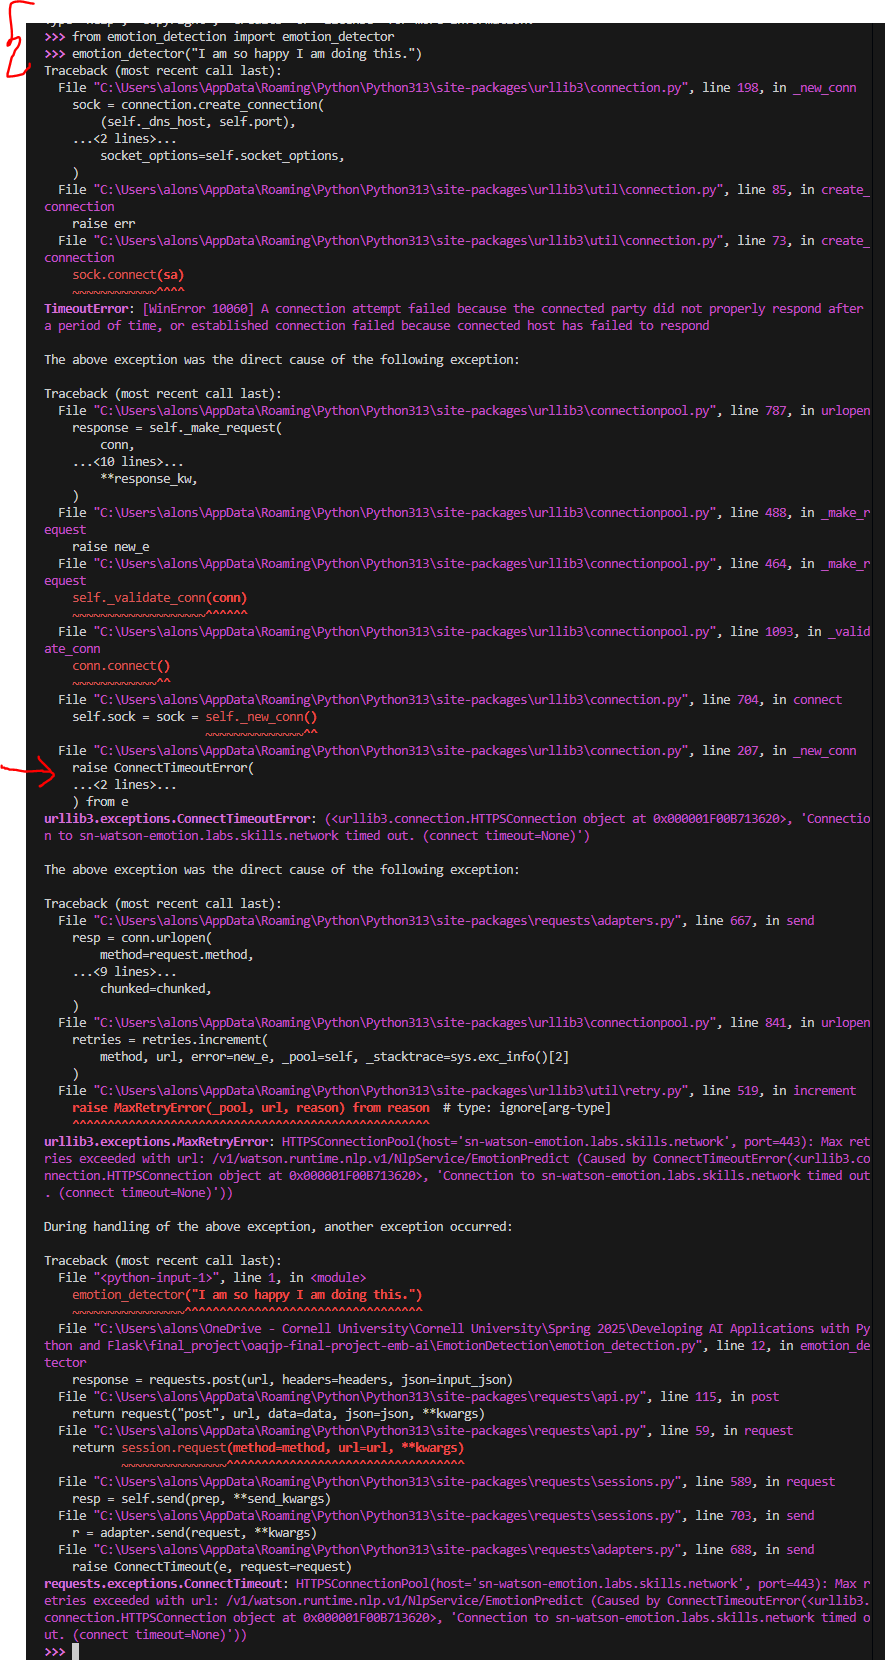 >>> from emotion_detection import emotion_detector
>>> emotion_detector("I am so happy I am doing this.")
Traceback (most recent call last):
  File "C:\Users\alons\AppData\Roaming\Python\Python313\site-packages\urllib3\connection.py", line 198, in _new_conn
    sock = connection.create_connection(
        (self._dns_host, self.port),
    ...<2 lines>...
        socket_options=self.socket_options,
    )
  File "C:\Users\alons\AppData\Roaming\Python\Python313\site-packages\urllib3\util\connection.py", line 85, in create_
connection
    raise err
  File "C:\Users\alons\AppData\Roaming\Python\Python313\site-packages\urllib3\util\connection.py", line 73, in create_
connection
    sock.connect(sa)
    ~~~~~~~~~~~~^^^^
TimeoutError: [WinError 10060] A connection attempt failed because the connected party did not properly respond after
a period of time, or established connection failed because connected host has failed to respond

The above exception was the direct cause of the following exception:

Traceback (most recent call last):
  File "C:\Users\alons\AppData\Roaming\Python\Python313\site-packages\urllib3\connectionpool.py", line 787, in urlopen
    response = self._make_request(
        conn,
    ...<10 lines>...
        **response_kw,
    )
  File "C:\Users\alons\AppData\Roaming\Python\Python313\site-packages\urllib3\connectionpool.py", line 488, in _make_r
equest
    raise new_e
  File "C:\Users\alons\AppData\Roaming\Python\Python313\site-packages\urllib3\connectionpool.py", line 464, in _make_r
equest
    self._validate_conn(conn)
    ~~~~~~~~~~~~~~~~~~~^^^^^^
  File "C:\Users\alons\AppData\Roaming\Python\Python313\site-packages\urllib3\connectionpool.py", line 1093, in _valid
ate_conn
    conn.connect()
    ~~~~~~~~~~~~^^
  File "C:\Users\alons\AppData\Roaming\Python\Python313\site-packages\urllib3\connection.py", line 704, in connect
    self.sock = sock = self._new_conn()
                       ~~~~~~~~~~~~~~^^
  File "C:\Users\alons\AppData\Roaming\Python\Python313\site-packages\urllib3\connection.py", line 207, in _new_conn
    raise ConnectTimeoutError(
    ...<2 lines>...
    ) from e
urllib3.exceptions.ConnectTimeoutError: (<urllib3.connection.HTTPSConnection object at 0x000001F00B713620>, 'Connectio
n to sn-watson-emotion.labs.skills.network timed out. (connect timeout=None)')

The above exception was the direct cause of the following exception:

Traceback (most recent call last):
  File "C:\Users\alons\AppData\Roaming\Python\Python313\site-packages\requests\adapters.py", line 667, in send
    resp = conn.urlopen(
        method=request.method,
    ...<9 lines>...
        chunked=chunked,
    )
  File "C:\Users\alons\AppData\Roaming\Python\Python313\site-packages\urllib3\connectionpool.py", line 841, in urlopen
    retries = retries.increment(
        method, url, error=new_e, _pool=self, _stacktrace=sys.exc_info()[2]
    )
  File "C:\Users\alons\AppData\Roaming\Python\Python313\site-packages\urllib3\util\retry.py", line 519, in increment
    raise MaxRetryError(_pool, url, reason) from reason  # type: ignore[arg-type]
    ^^^^^^^^^^^^^^^^^^^^^^^^^^^^^^^^^^^^^^^^^^^^^^^^^^^
urllib3.exceptions.MaxRetryError: HTTPSConnectionPool(host='sn-watson-emotion.labs.skills.network', port=443): Max ret
ries exceeded with url: /v1/watson.runtime.nlp.v1/NlpService/EmotionPredict (Caused by ConnectTimeoutError(<urllib3.co
nnection.HTTPSConnection object at 0x000001F00B713620>, 'Connection to sn-watson-emotion.labs.skills.network timed out
. (connect timeout=None)'))

During handling of the above exception, another exception occurred:

Traceback (most recent call last):
  File "<python-input-1>", line 1, in <module>
    emotion_detector("I am so happy I am doing this.")
    ~~~~~~~~~~~~~~~~^^^^^^^^^^^^^^^^^^^^^^^^^^^^^^^^^^
  File "C:\Users\alons\OneDrive - Cornell University\Cornell University\Spring 2025\Developing AI Applications with Py
thon and Flask\final_project\oaqjp-final-project-emb-ai\EmotionDetection\emotion_detection.py", line 12, in emotion_de
tector
    response = requests.post(url, headers=headers, json=input_json)
  File "C:\Users\alons\AppData\Roaming\Python\Python313\site-packages\requests\api.py", line 115, in post
    return request("post", url, data=data, json=json, **kwargs)
  File "C:\Users\alons\AppData\Roaming\Python\Python313\site-packages\requests\api.py", line 59, in request
    return session.request(method=method, url=url, **kwargs)
           ~~~~~~~~~~~~~~~^^^^^^^^^^^^^^^^^^^^^^^^^^^^^^^^^^
  File "C:\Users\alons\AppData\Roaming\Python\Python313\site-packages\requests\sessions.py", line 589, in request
    resp = self.send(prep, **send_kwargs)
  File "C:\Users\alons\AppData\Roaming\Python\Python313\site-packages\requests\sessions.py", line 703, in send
    r = adapter.send(request, **kwargs)
  File "C:\Users\alons\AppData\Roaming\Python\Python313\site-packages\requests\adapters.py", line 688, in send
    raise ConnectTimeout(e, request=request)
requests.exceptions.ConnectTimeout: HTTPSConnectionPool(host='sn-watson-emotion.labs.skills.network', port=443): Max r
etries exceeded with url: /v1/watson.runtime.nlp.v1/NlpService/EmotionPredict (Caused by ConnectTimeoutError(<urllib3.
connection.HTTPSConnection object at 0x000001F00B713620>, 'Connection to sn-watson-emotion.labs.skills.network timed o
ut. (connect timeout=None)'))
>>>